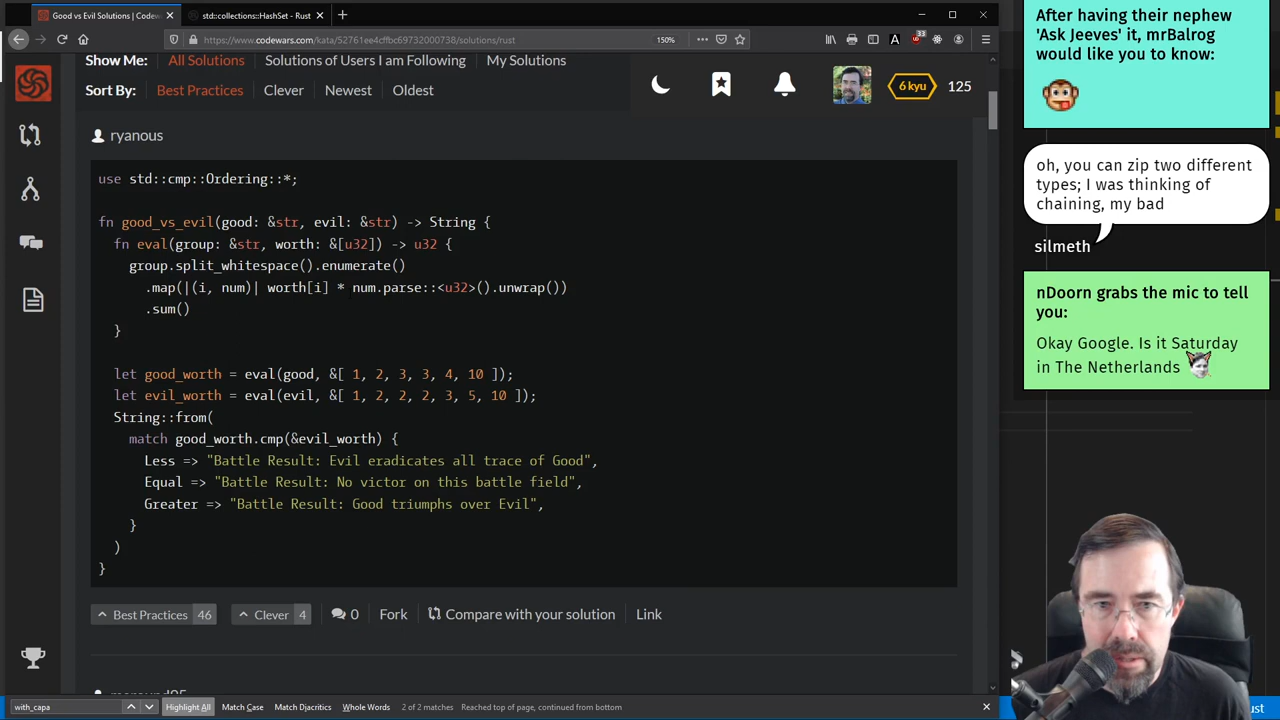 Good vs Evil Solutions | Codew
std::collections::HashSet - Rust
https://www.codewars.com/kata/52761ee4cffbc69732000738/solutions/rust
150%
33
Show Me:
All Solutions
Solutions of Users I am Following
My Solutions
Sort By:
Best Practices
Clever
Newest
Oldest
6 kyu
125
ryanous
use std::cmp::Ordering::*;
fn good_vs_evil(good: &str, evil: &str) -> String {
fn eval(group: &str, worth: &[u32]) -> u32 {
group.split_whitespace().enumerate()
.map(|(i, num)| worth[i] * num.parse::<u32>().unwrap())
.sum()
}
let good_worth = eval(good, &[ 1, 2, 3, 3, 4, 10 ]);
let evil_worth = eval(evil, &[ 1, 2, 2, 2, 3, 5, 10 ]);
String::from(
match good_worth.cmp(&evil_worth) {
Less => "Battle Result: Evil eradicates all trace of Good",
Equal => "Battle Result: No victor on this battle field",
Greater => "Battle Result: Good triumphs over Evil",
}
)
}
Best Practices 46
Clever 4
0
Fork
Compare with your solution
Link
with_capa
Highlight All
Match Case
Match Diacritics
Whole Words
2 of 2 matches
Reached top of page, continued from bottom
After having their nephew
'Ask Jeeves' it, mrBalrog
would like you to know:
oh, you can zip two different
types; I was thinking of
chaining, my bad
silmeth
nDoorn grabs the mic to tell
you:
Okay Google. Is it Saturday
in The Netherlands